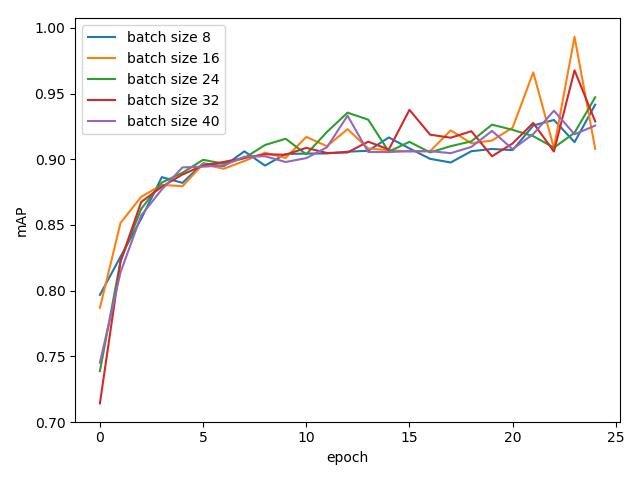 1.00
0.95
0.90
0.85
0.80
0.75
0.70
mAP
batch size 8
batch size 16
batch size 24
batch size 32
batch size 40
0 5 10 15 20 25
epoch